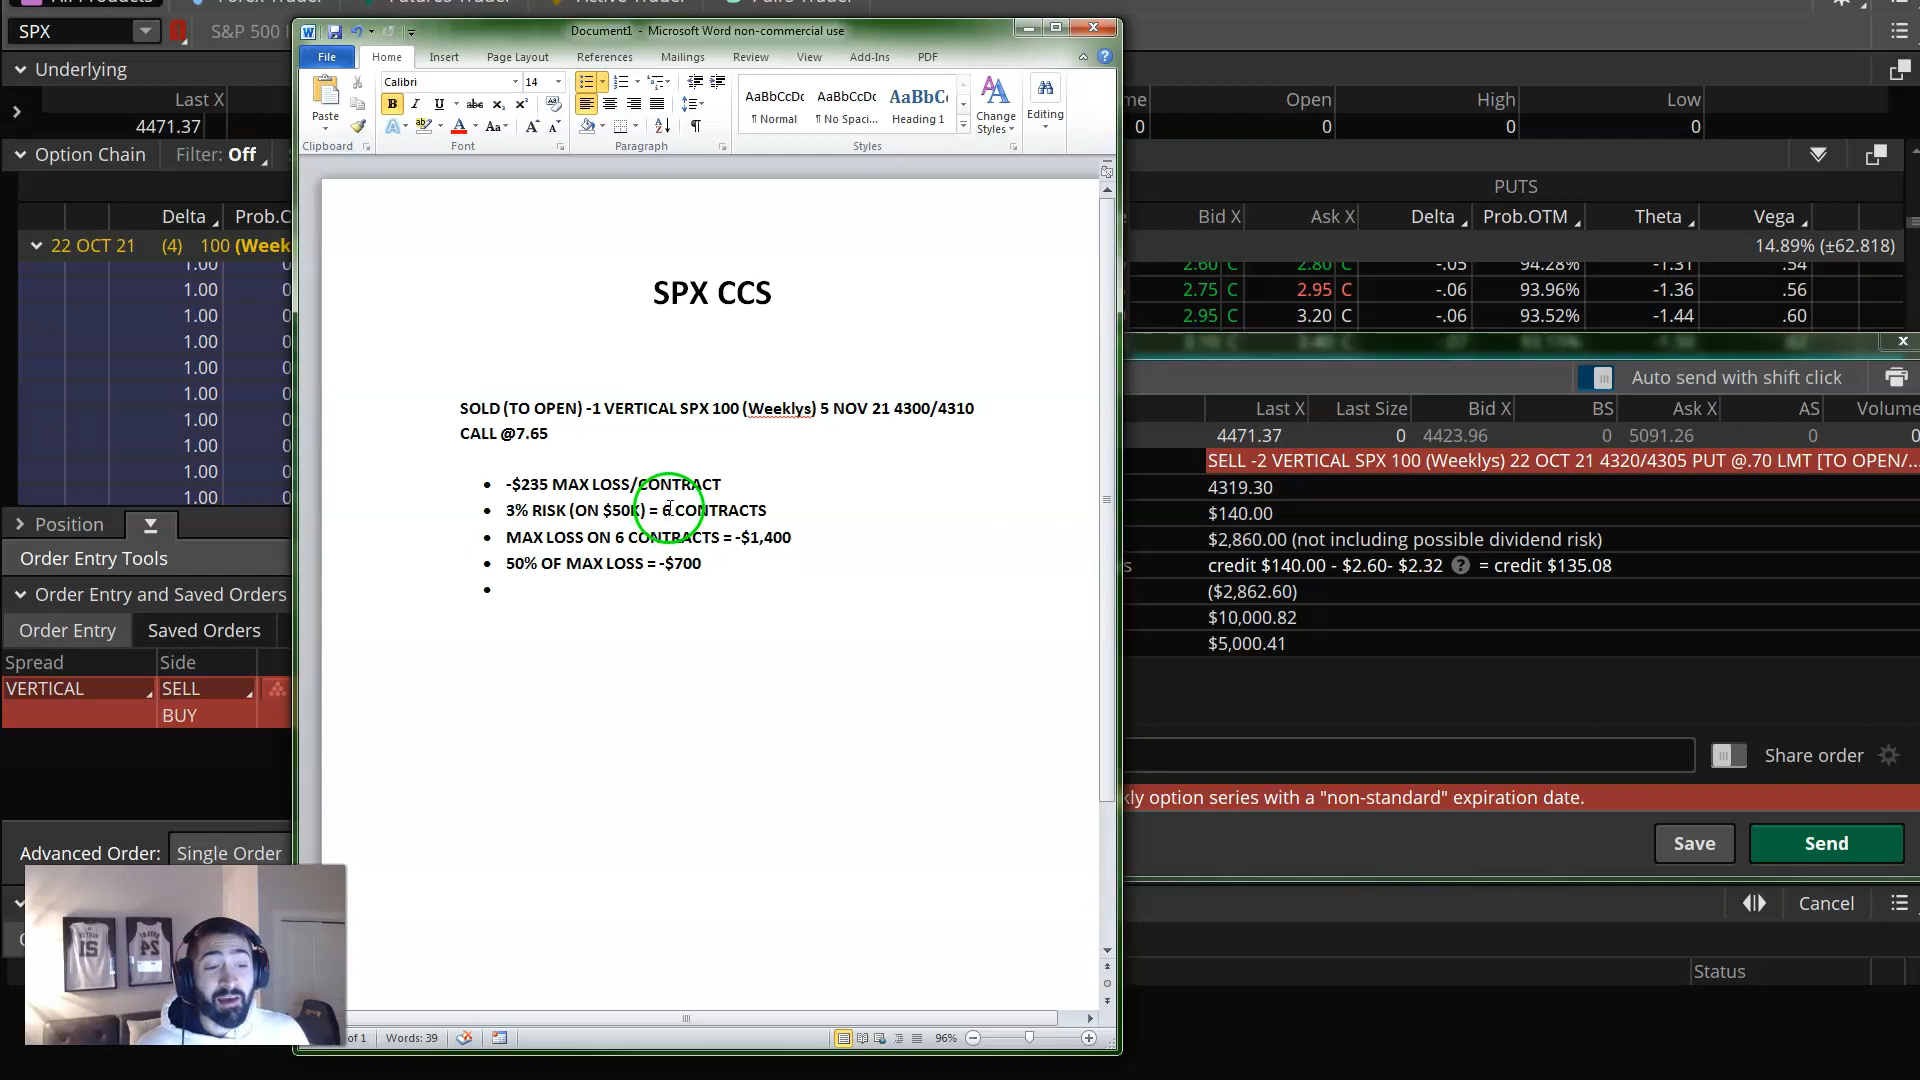 SPX
S&P 500 I
Underlying
Last X
4471.37
Option Chain
Filter: Off
Delta
Prob.
22 OCT 21 (4) 100 (Week
1.00
1.00
1.00
1.00
1.00
1.00
1.00
1.00
1.00
1.00
Position
Order Entry Tools
Order Entry and Saved Orders
Order Entry
Saved Orders
Spread
Side
VERTICAL
SELL
BUY
Advanced Order: Single Order
Document1 - Microsoft Word non-commercial use
File
Home
Insert
Page Layout
References
Mailings
Review
View
Add-Ins
PDF
Calibri
14
Paste
AaBbCcDc
AaBbCcDc
AaBbC
¶ Normal
¶ No Spaci...
Heading 1
Change
Styles
Editing
Clipboard
Font
Paragraph
Styles
SPX CCS
SOLD (TO OPEN) -1 VERTICAL SPX 100 (Weeklys) 5 NOV 21 4300/4310
CALL @7.65
• -$235 MAX LOSS/CONTRACT
• 3% RISK (ON $50K) = 6 CONTRACTS
• MAX LOSS ON 6 CONTRACTS = -$1,400
• 50% OF MAX LOSS = -$700
•
of 1
Words: 39
96%
Open
High
Low
0
0
0
0
PUTS
Bid X
Ask X
Delta
Prob.OTM
Theta
Vega
14.89% (±62.818)
2.60 C 2.80 C -.05 94.28% -1.31 .54
2.75 C 2.95 C -.06 93.96% -1.36 .56
2.95 C 3.20 C -.06 93.52% -1.44 .60
Auto send with shift click
Last X
Last Size
Bid X
BS
Ask X
AS
Volume
4471.37 0 4423.96 0 5091.26 0 0
SELL -2 VERTICAL SPX 100 (Weeklys) 22 OCT 21 4320/4305 PUT @.70 LMT [TO OPEN/...
4319.30
$140.00
$2,860.00 (not including possible dividend risk)
credit $140.00 - $2.60- $2.32 = credit $135.08
($2,862.60)
$10,000.82
$5,000.41
Share order
kly option series with a "non-standard" expiration date.
Save
Send
Cancel
Status